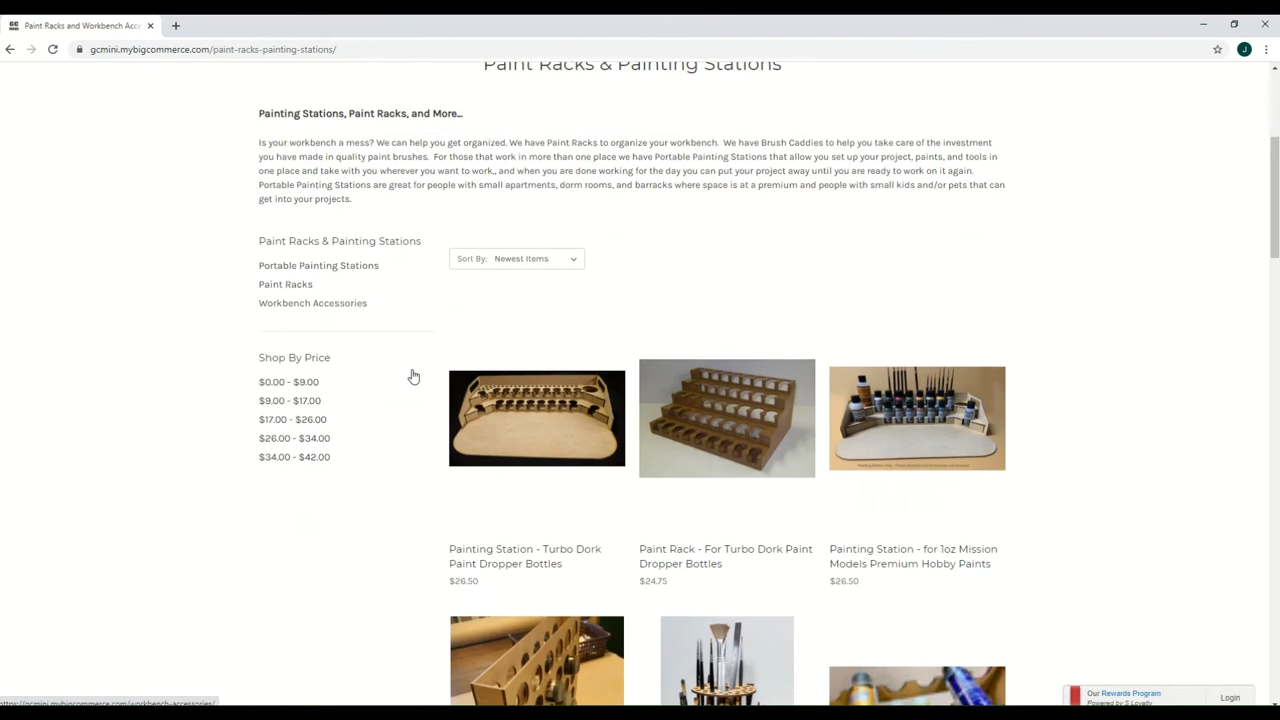 Paint Racks and Workbench Acce
gcmini.mybigcommerce.com/paint-racks-painting-stations/
J
Paint Racks & Painting Stations
Painting Stations, Paint Racks, and More...
Is your workbench a mess? We can help you get organized. We have Paint Racks to organize your workbench. We have Brush Caddies to help you take care of the investment
you have made in quality paint brushes. For those that work in more than one place we have Portable Painting Stations that allow you set up your project, paints, and tools in
one place and take with you wherever you want to work,, and when you are done working for the day you can put your project away until you are ready to work on it again.
Portable Painting Stations are great for people with small apartments, dorm rooms, and barracks where space is at a premium and people with small kids and/or pets that can
get into your projects.
Paint Racks & Painting Stations
Portable Painting Stations
Paint Racks
Workbench Accessories
Sort By: Newest Items
Shop By Price
$0.00 - $9.00
$9.00 - $17.00
$17.00 - $26.00
$26.00 - $34.00
$34.00 - $42.00
Painting Station - Turbo Dork
Paint Dropper Bottles
$26.50
Paint Rack - For Turbo Dork Paint
Dropper Bottles
$24.75
Painting Station - for 1oz Mission
Models Premium Hobby Paints
$26.50
Our Rewards Program
Powered by S Loyalty
Login
https://gcmini.mybigcommerce.com/workbench-accessories/